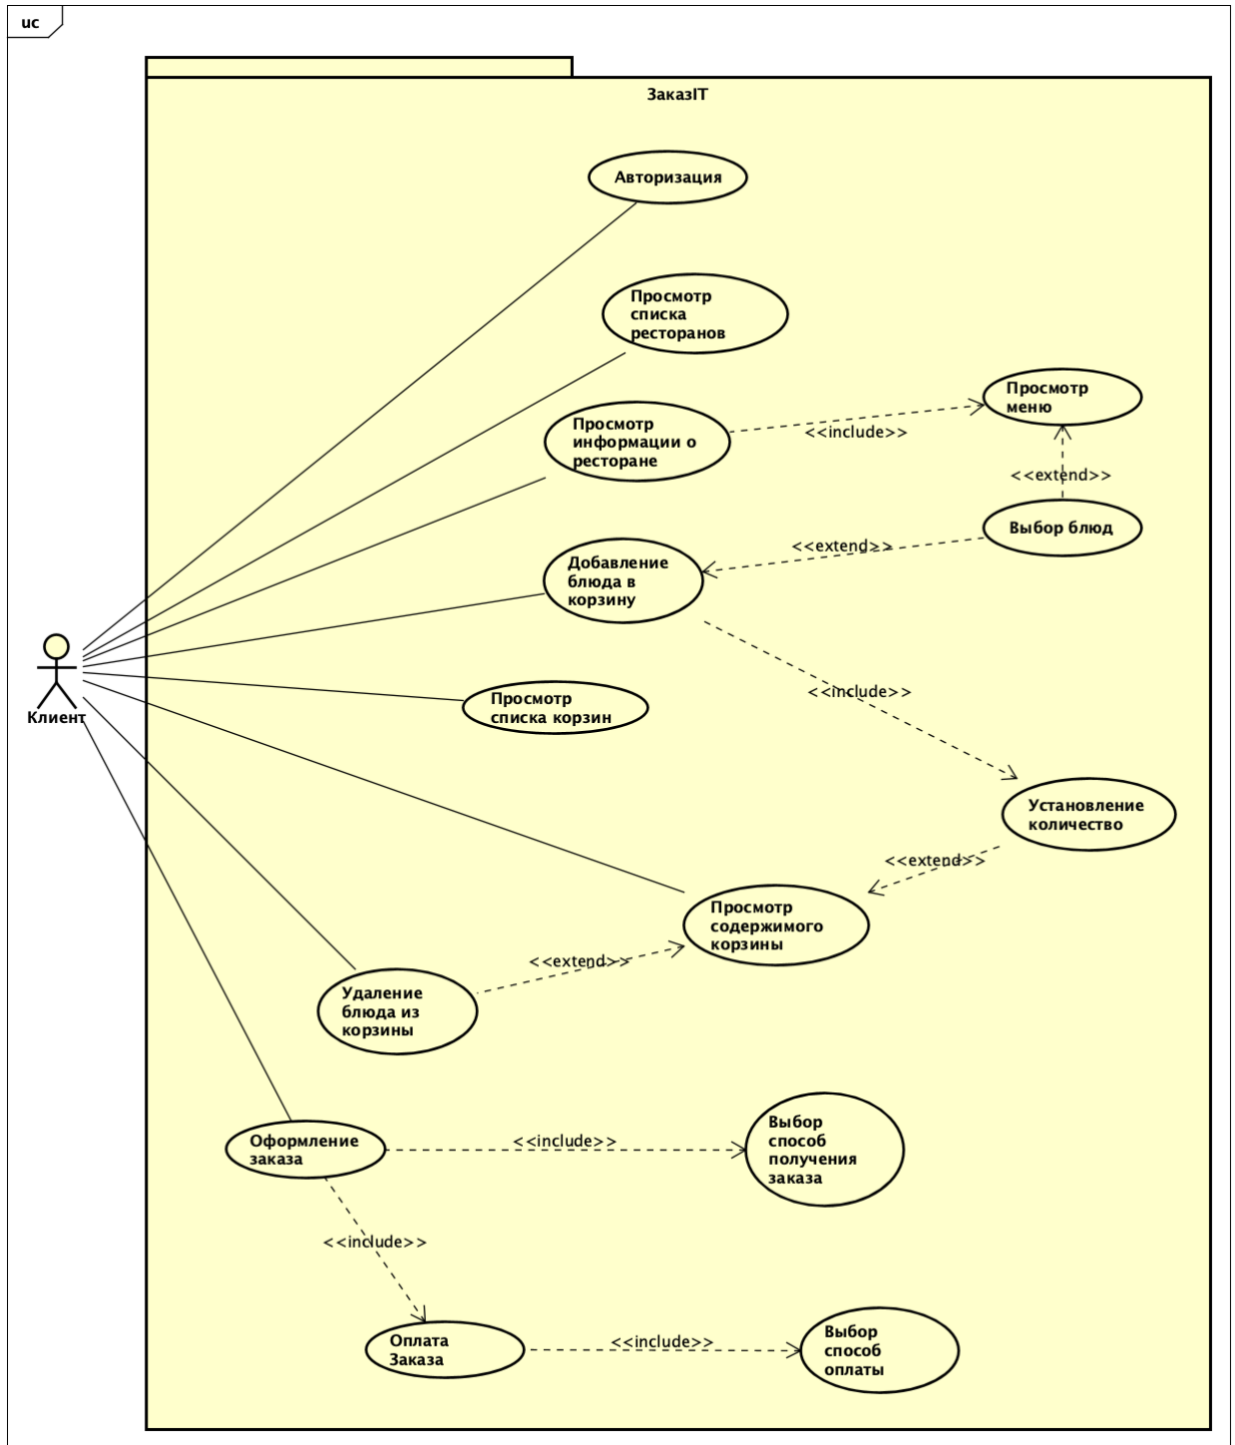 uc
ЗаказIT
Авторизация
Просмотр
списка
ресторанов
Просмотр
меню
Просмотр
информации о
ресторане
<<include>>
<<extend>>
Выбор блюд
<<extend>>
Добавление
блюда в
корзину
<<include>>
Просмотр
списка корзин
Клиент
Установление
количество
<<extend>>
Просмотр
содержимого
корзины
<<extend>>
Удаление
блюда из
корзины
Выбор
способ
получения
заказа
Оформление
заказа
<<include>>
<<include>>
Оплата
Заказа
<<include>>
Выбор
способ
оплаты